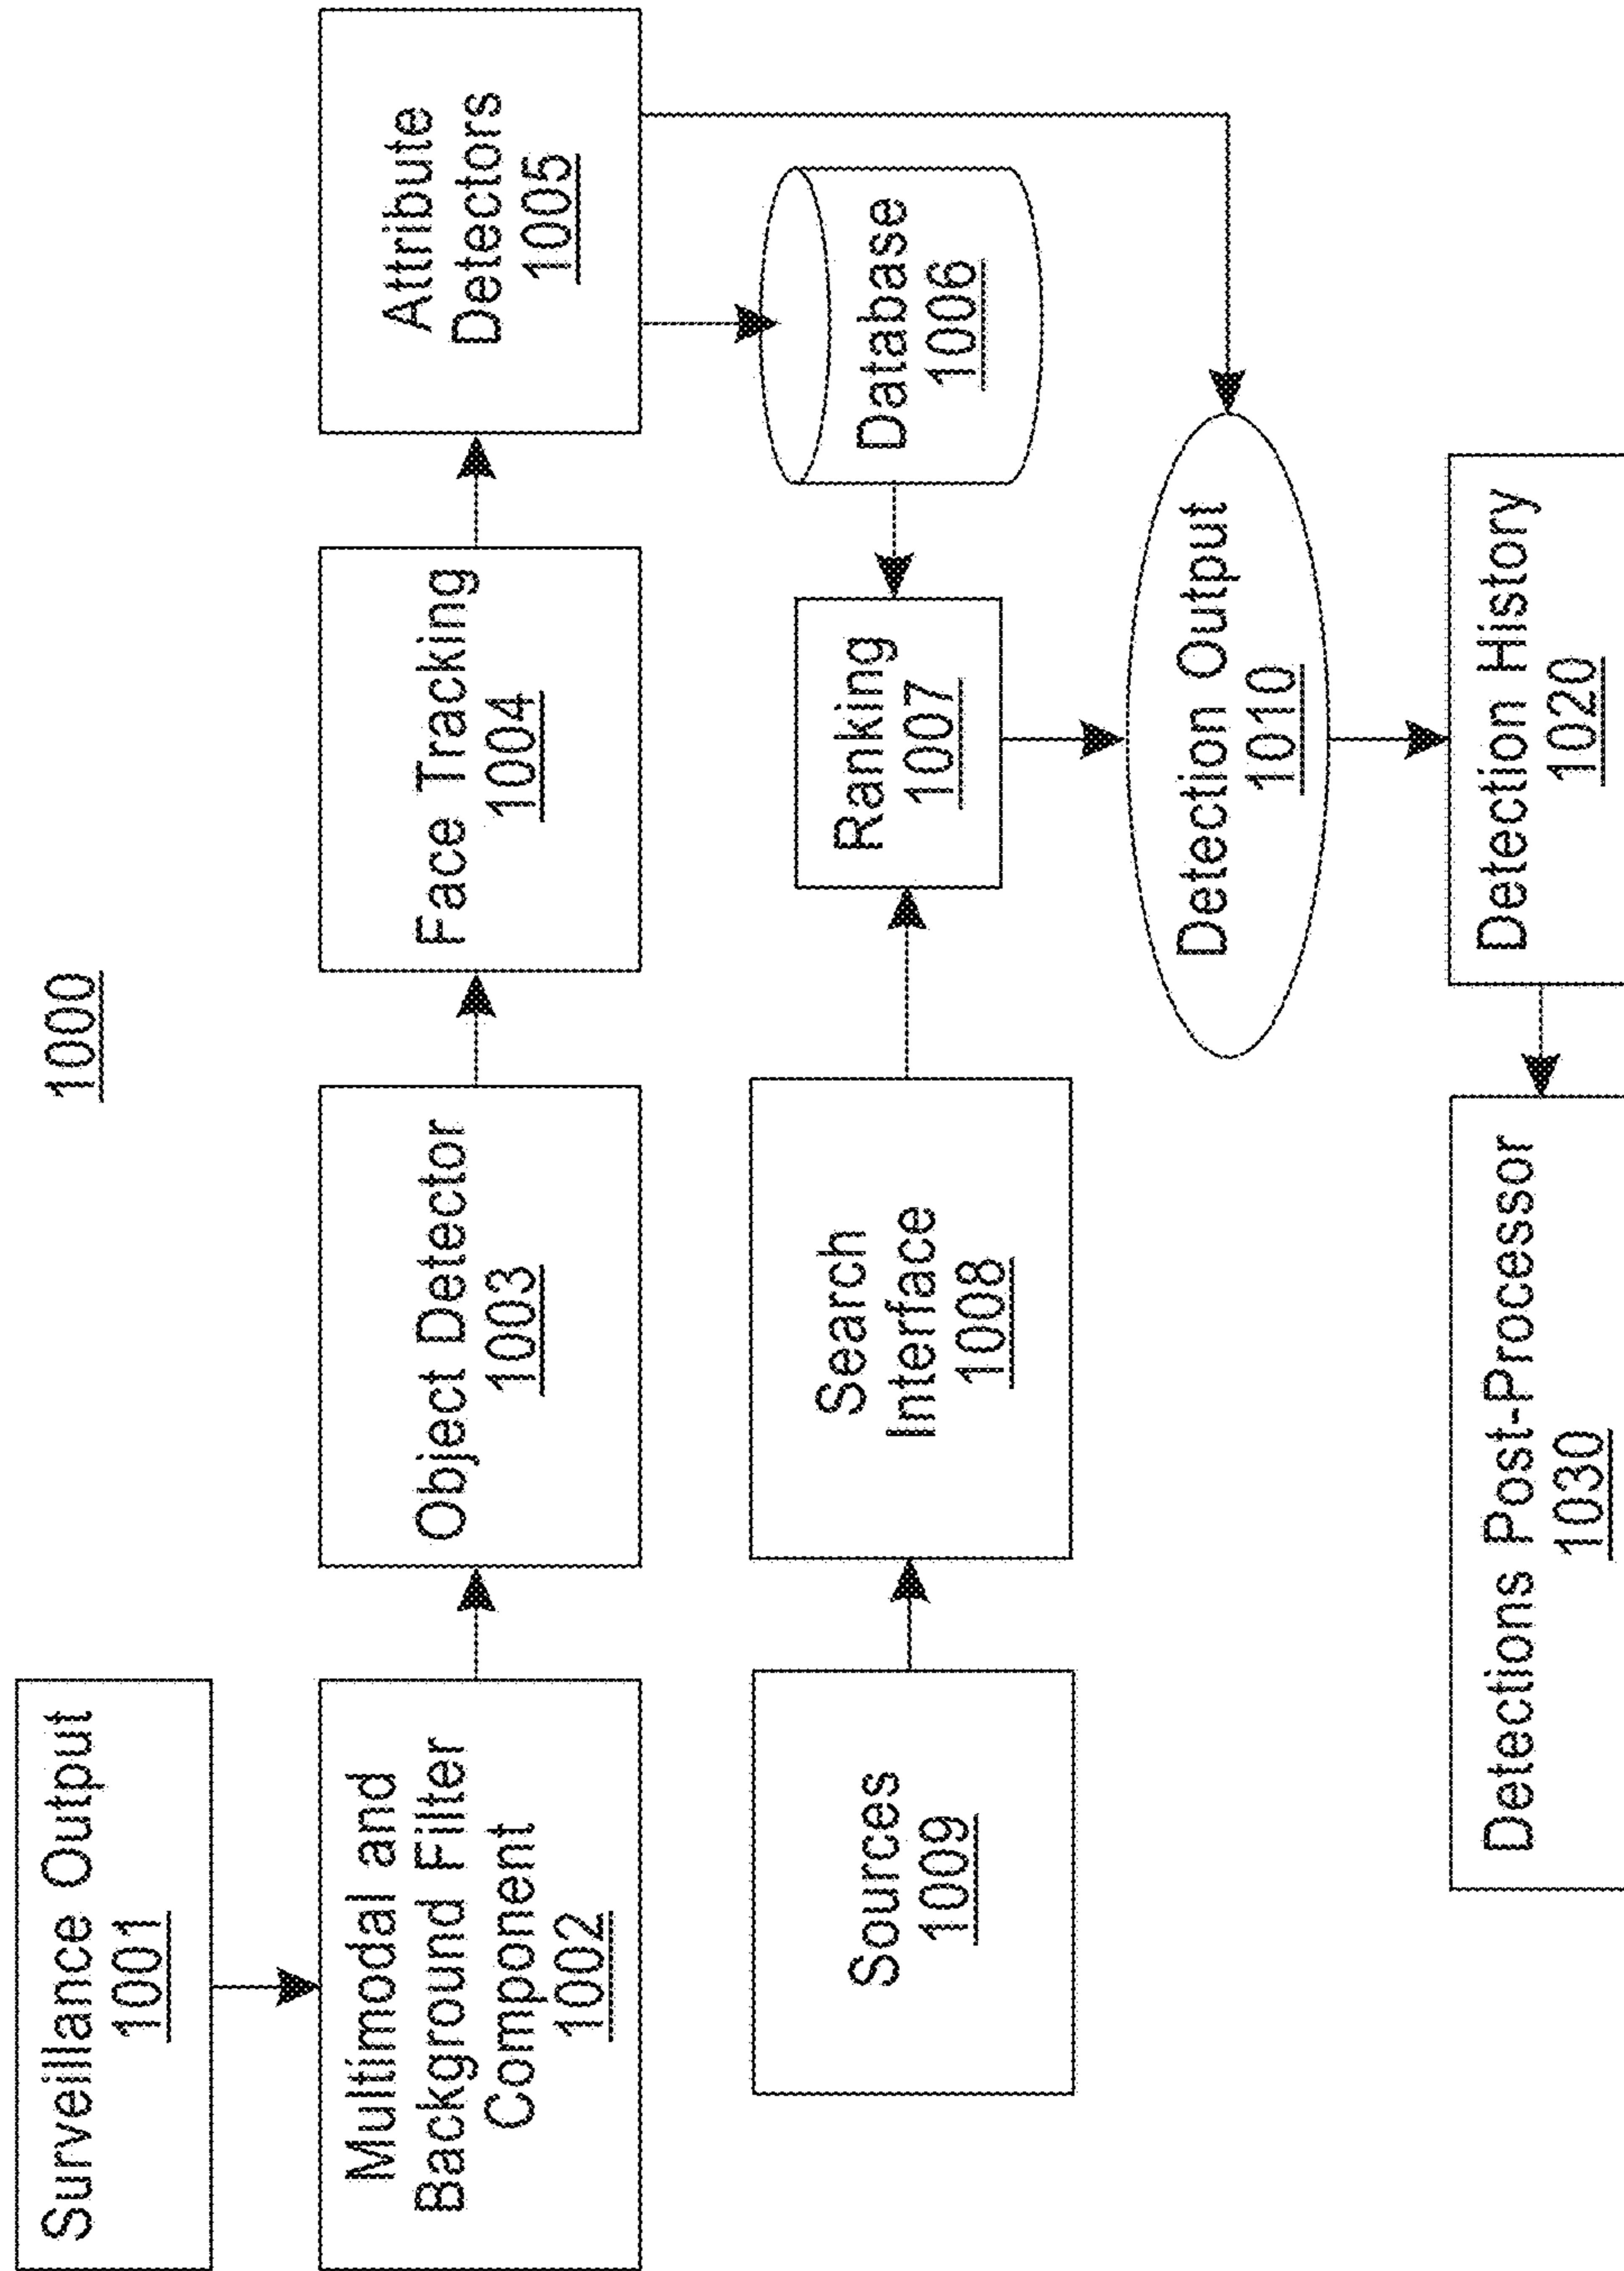 1000
Surveillance Output
1001
Multimodal and
Background Filter
Component
1002
Object Detector
1003
Face Tracking
1004
Attribute
Detectors
1005
Sources
1009
Search
Interface
1008
Ranking
1007
Database
1006
Detection Output
1010
Detections Post-Processor
1030
Detection History
1020